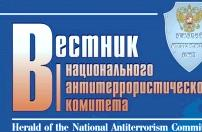 Вестник
национального
антитеррористическо
комитета
Herald of the National Antiterrorism Commi